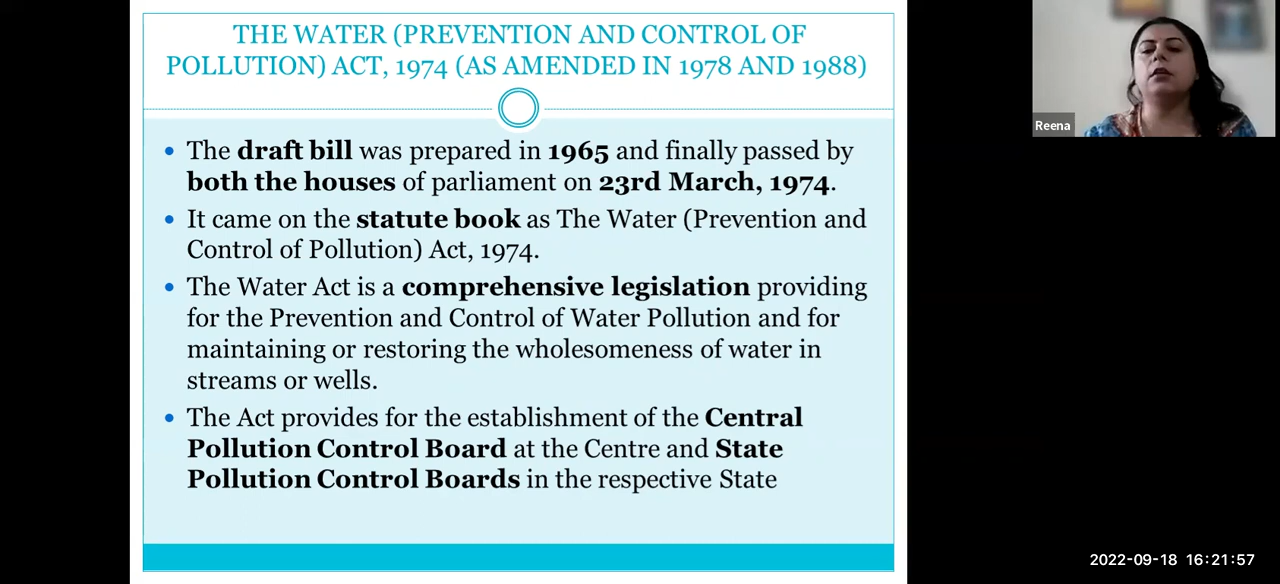 THE WATER (PREVENTION AND CONTROL OF
POLLUTION) ACT, 1974 (AS AMENDED IN 1978 AND 1988)
• The draft bill was prepared in 1965 and finally passed by
both the houses of parliament on 23rd March, 1974.
• It came on the statute book as The Water (Prevention and
Control of Pollution) Act, 1974.
• The Water Act is a comprehensive legislation providing
for the Prevention and Control of Water Pollution and for
maintaining or restoring the wholesomeness of water in
streams or wells.
• The Act provides for the establishment of the Central
Pollution Control Board at the Centre and State
Pollution Control Boards in the respective State
Reena
2022-09-18 16:21:57